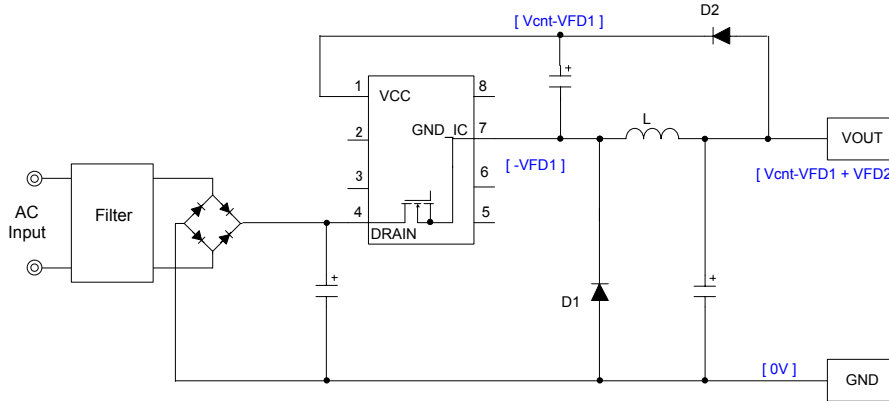 [ Vcnt-VFD1 ]
D2
1
VCC
8
+
2
GND_IC
7
L
VOUT
[ -VFD1 ]
[ Vcnt-VFD1 + VFD2 ]
3
6
AC
Input
Filter
4
5
DRAIN
+
D1
+
[ 0V ]
GND